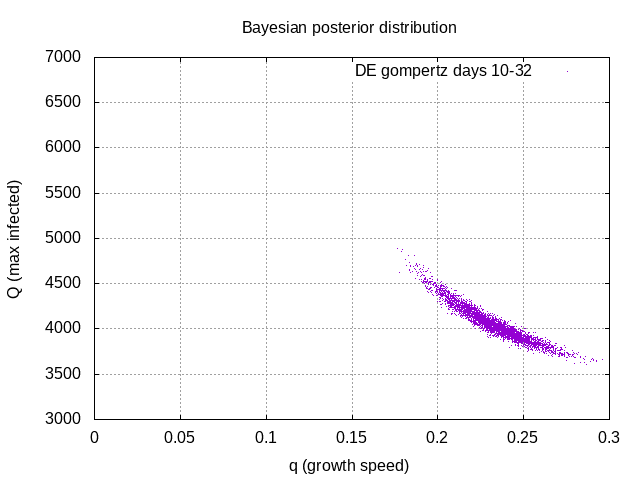 Bayesian posterior distribution
DE gompertz days 10-32
7000
6500
6000
5500
5000
4500
4000
3500
3000
Q (max infected)
0 0.05 0.1 0.15 0.2 0.25 0.3
q (growth speed)